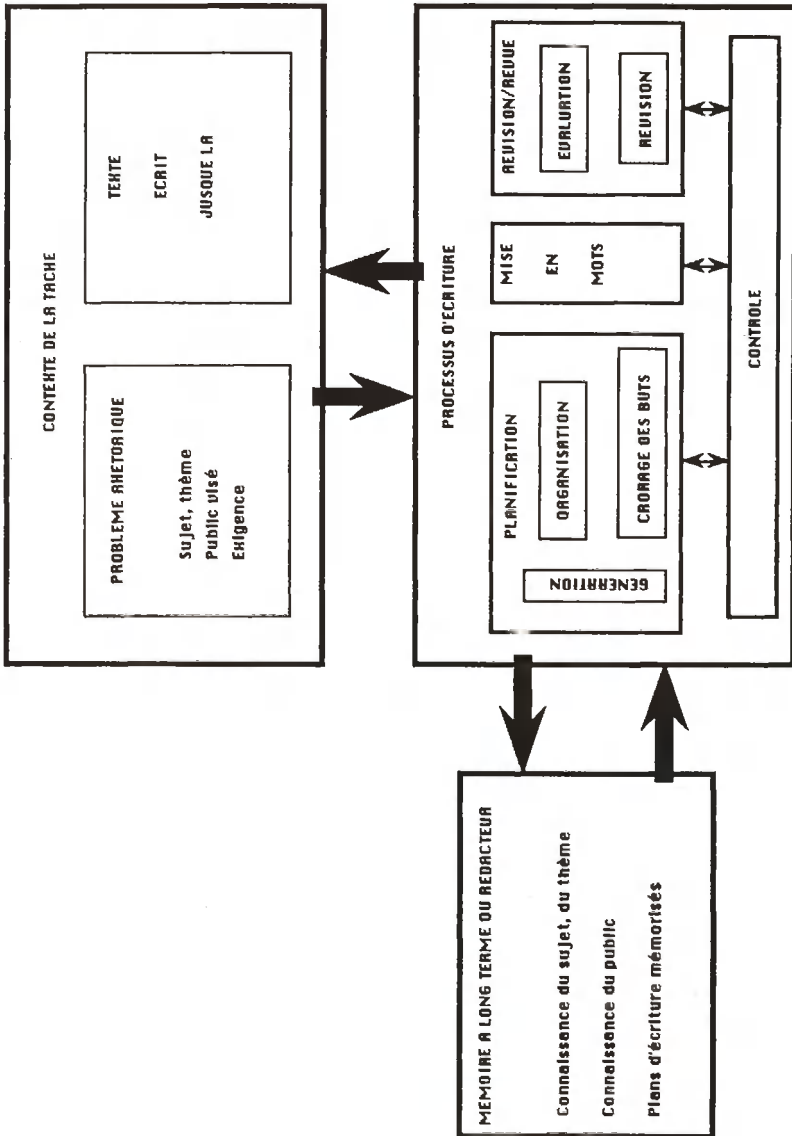 CONTEXTE DE LA TACHE
PROBLEME RHETORIQUE
Sujet, thème
Public visé
Exigence
TEXTE
ECRIT
JUSQUE LA
MEMOIRE A LONG TERME DU REDACTEUR
Connaissance du sujet, du thème
Connaissance du public
Plans d'écriture mémorisés
PROCESSUS D'ECRITURE
PLANIFICATION
GENERATION
ORGANISATION
CADRAGE DES BUTS
MISE
EN
MOTS
REVISION/REVUE
EVALUATION
REVISION
CONTROLE